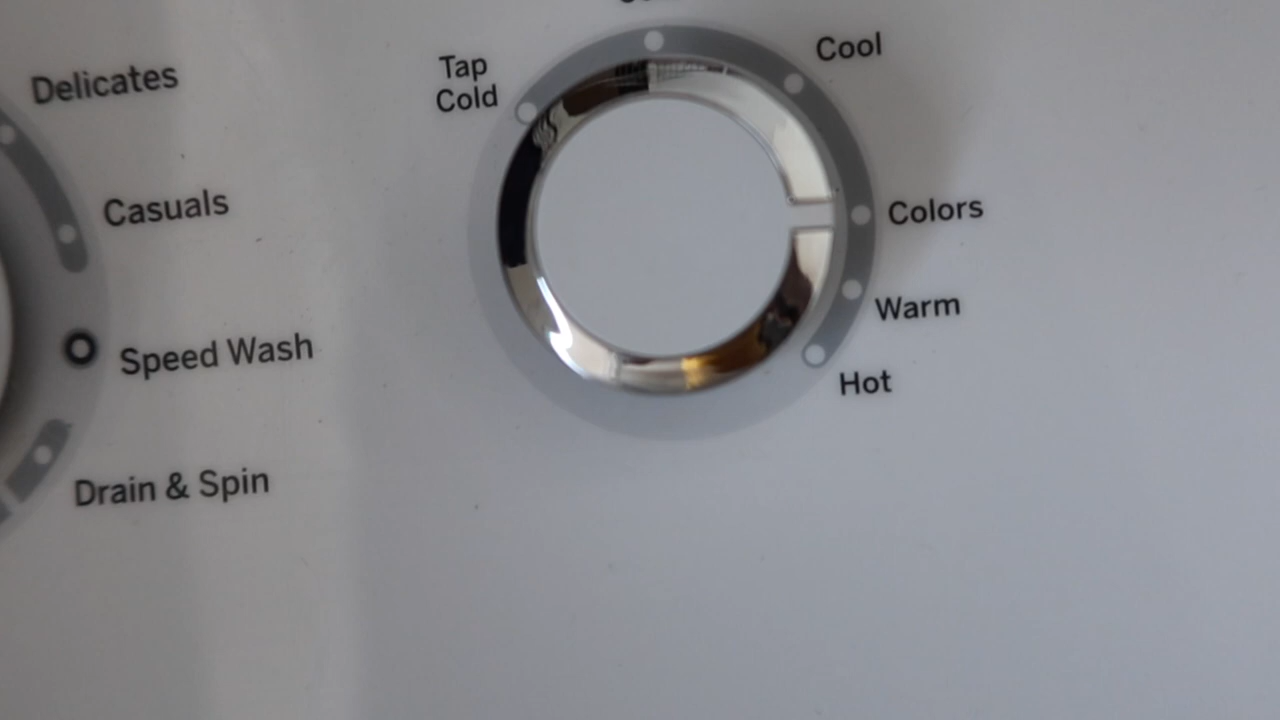 Delicates
Casuals
Speed Wash
Drain & Spin
Tap
Cold
Cool
Colors
Warm
Hot